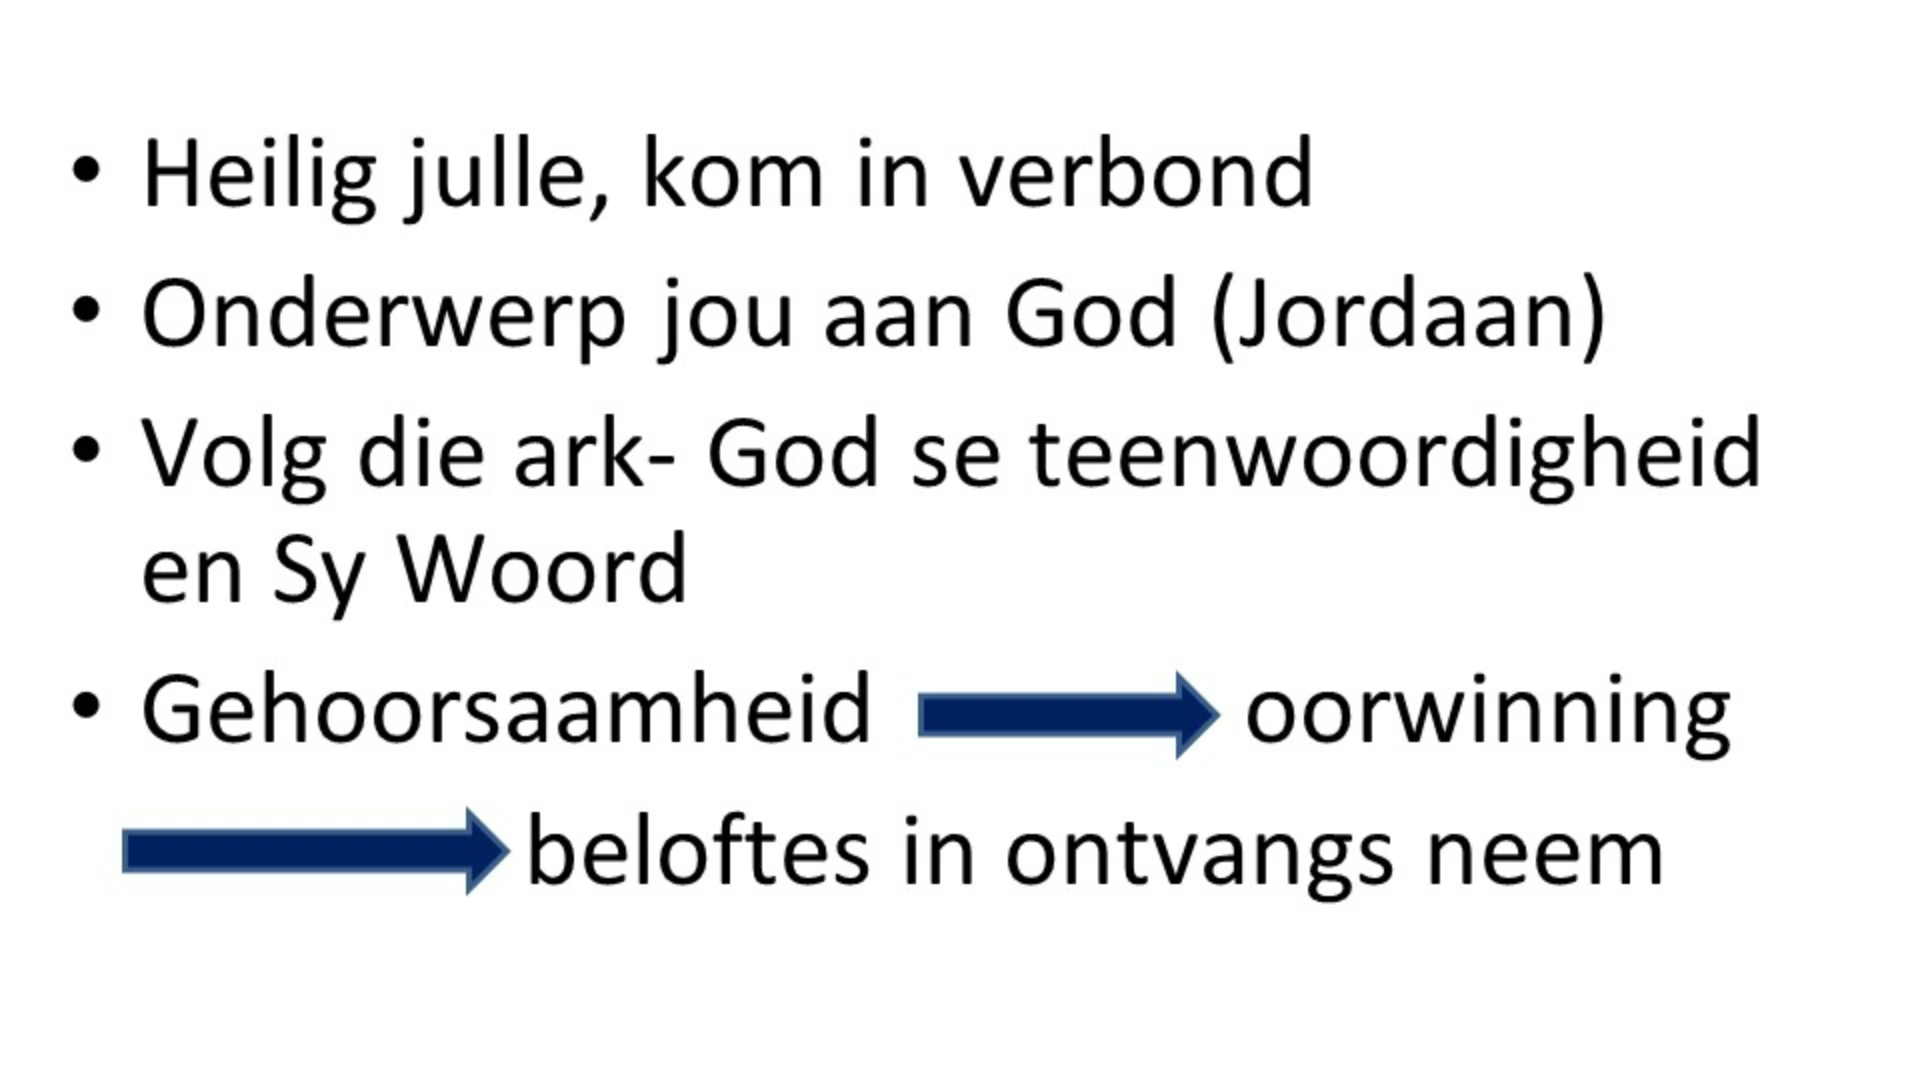 • Heilig julle, kom in verbond
• Onderwerp jou aan God (Jordaan)
• Volg die ark- God se teenwoordigheid
en Sy Woord
• Gehoorsaamheid oorwinning
beloftes in ontvangs neem